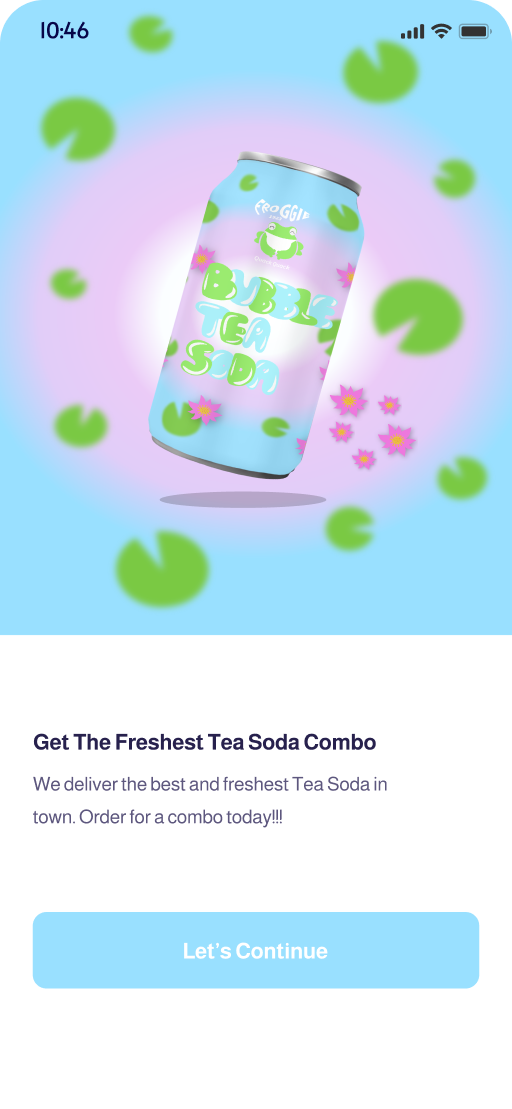 10:46
FROGGIE
BUBBLE
TEA
SODA
Get The Freshest Tea Soda Combo
We deliver the best and freshest Tea Soda in
town. Order for a combo today!!!
Let's Continue